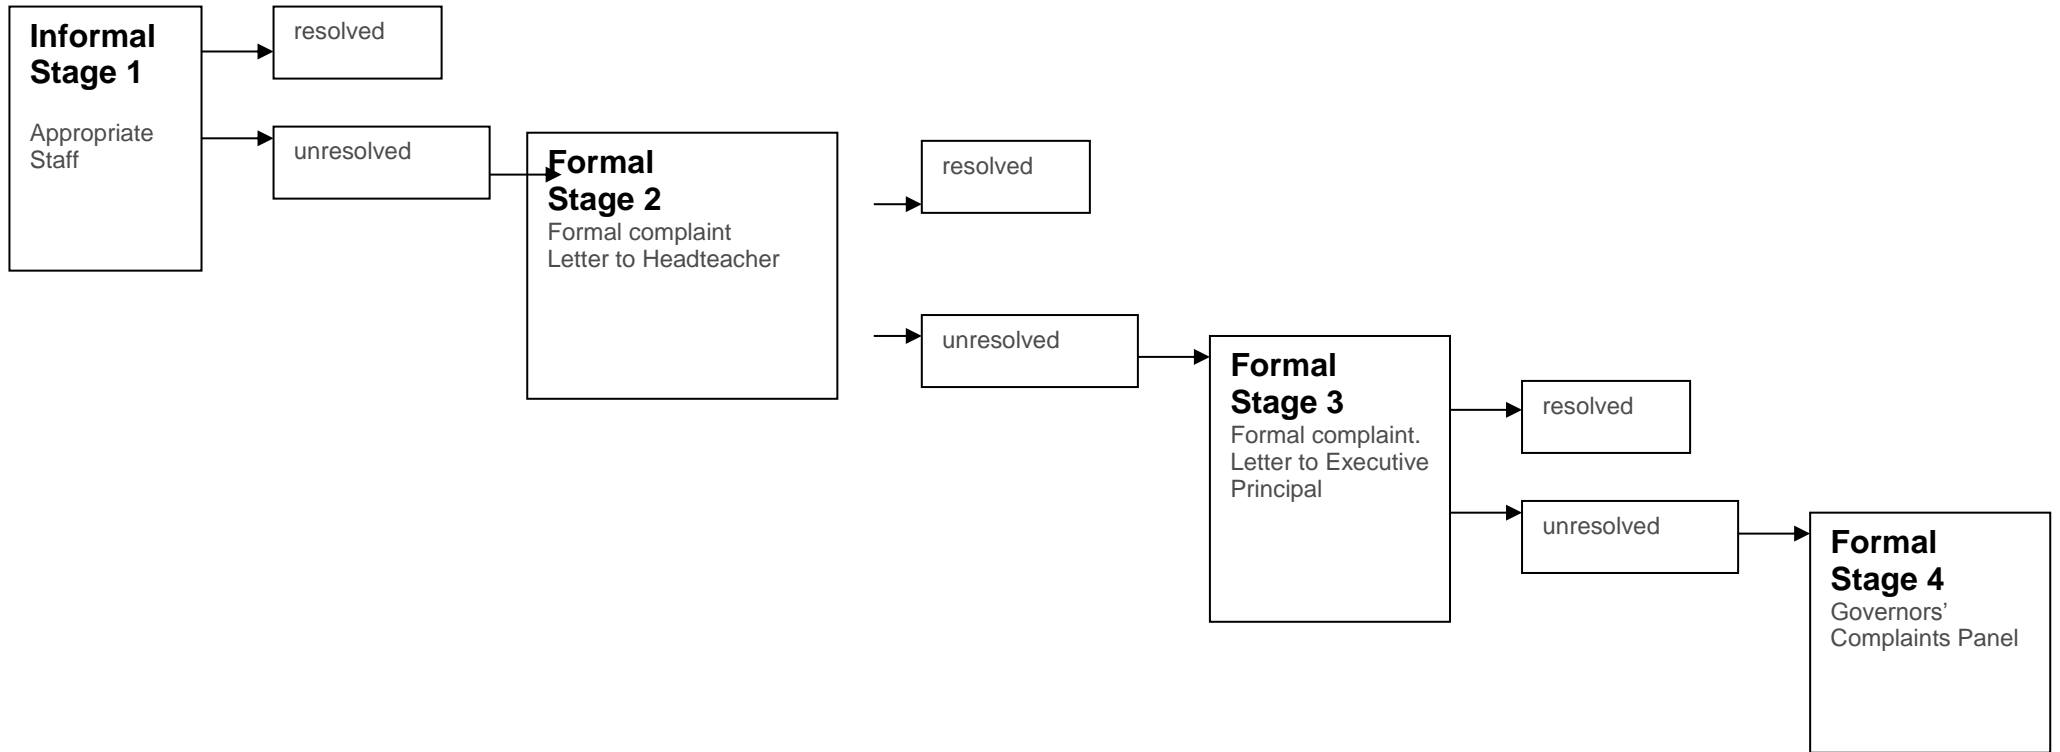 Informal
Stage 1
Appropriate
Staff
resolved
unresolved
Formal
Stage 2
Formal complaint
Letter to Headteacher
resolved
unresolved
Formal
Stage 3
Formal complaint.
Letter to Executive
Principal
resolved
unresolved
Formal
Stage 4
Governors’
Complaints Panel